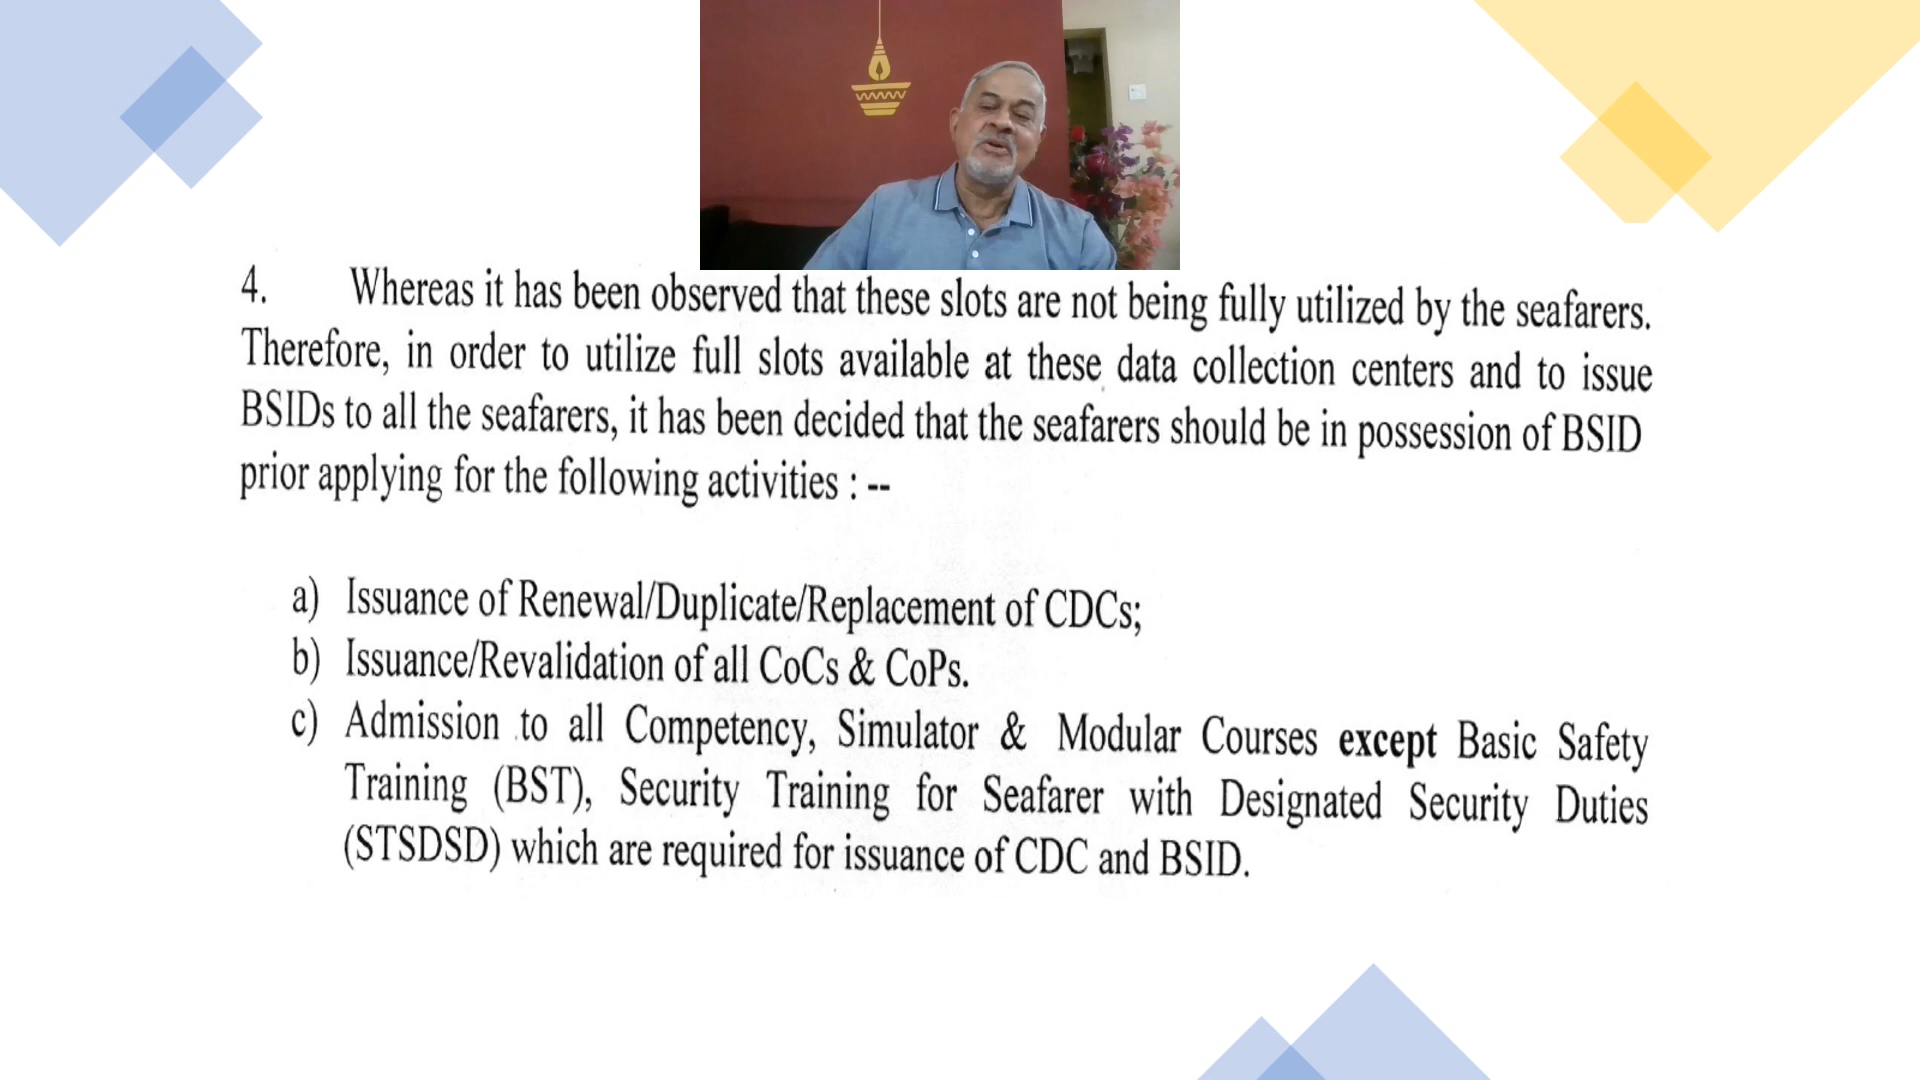 4. Whereas it has been observed that these slots are not being fully utilized by the seafarers.
Therefore, in order to utilize full slots available at these data collection centers and to issue
BSIDs to all the seafarers, it has been decided that the seafarers should be in possession of BSID
prior applying for the following activities : --
a) Issuance of Renewal/Duplicate/Replacement of CDCs;
b) Issuance/Revalidation of all CoCs & CoPs.
c) Admission to all Competency, Simulator & Modular Courses except Basic Safety
Training (BST), Security Training for Seafarer with Designated Security Duties
(STSDSD) which are required for issuance of CDC and BSID.